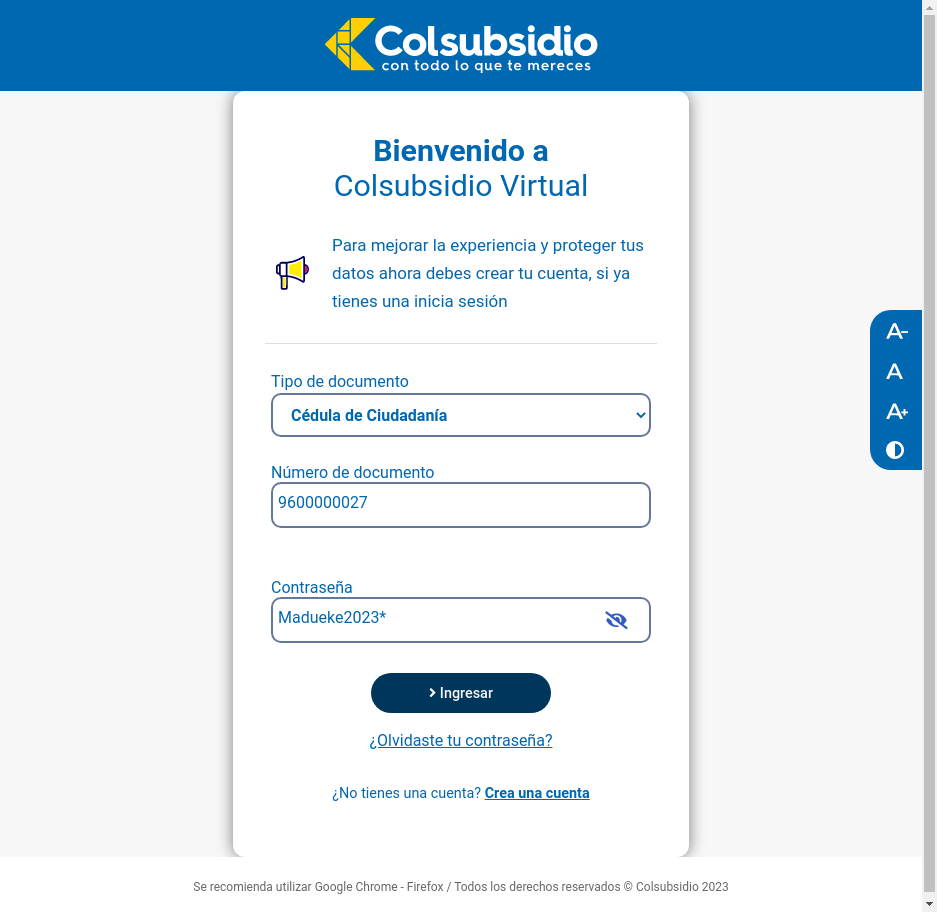 Colsubsidio
con todo lo que te mereces
Bienvenido a
Colsubsidio Virtual
Para mejorar la experiencia y proteger tus
datos ahora debes crear tu cuenta, si ya
tienes una inicia sesión
A-
A
A+
Tipo de documento
Cédula de Ciudadanía
Número de documento
9600000027
Contraseña
Madueke2023*
Ingresar
¿Olvidaste tu contraseña?
¿No tienes una cuenta? Crea una cuenta
Se recomienda utilizar Google Chrome - Firefox / Todos los derechos reservados © Colsubsidio 2023